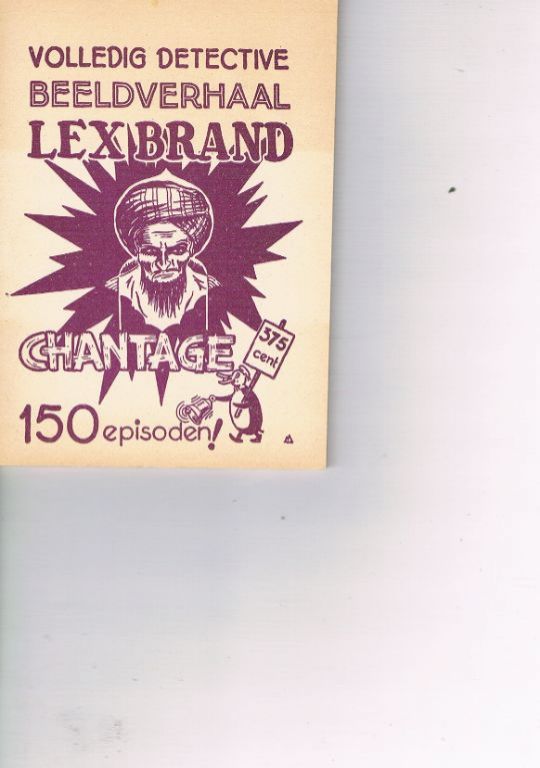 VOLLEDIG DETECTIVE
BEELDVERHAAL
LEX BRAND
CHANTAGE
375
cent
150 episoden!